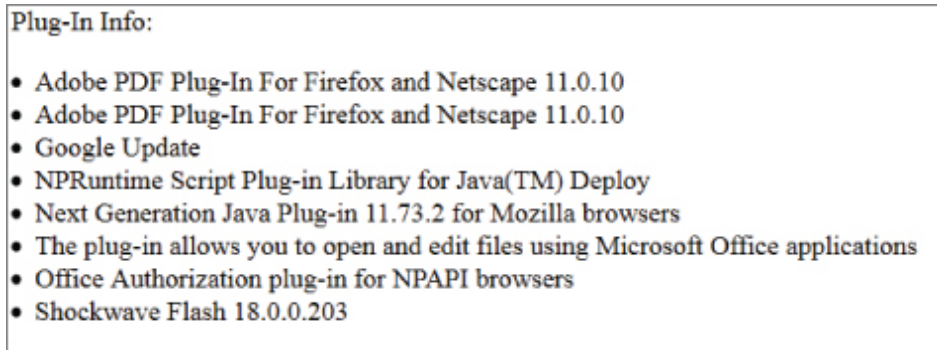 Plug-In Info:
• Adobe PDF Plug-In For Firefox and Netscape 11.0.10
• Adobe PDF Plug-In For Firefox and Netscape 11.0.10
• Google Update
• NPRuntime Script Plug-in Library for Java(TM) Deploy
• Next Generation Java Plug-in 11.73.2 for Mozilla browsers
• The plug-in allows you to open and edit files using Microsoft Office applications
• Office Authorization plug-in for NPAPI browsers
• Shockwave Flash 18.0.0.203